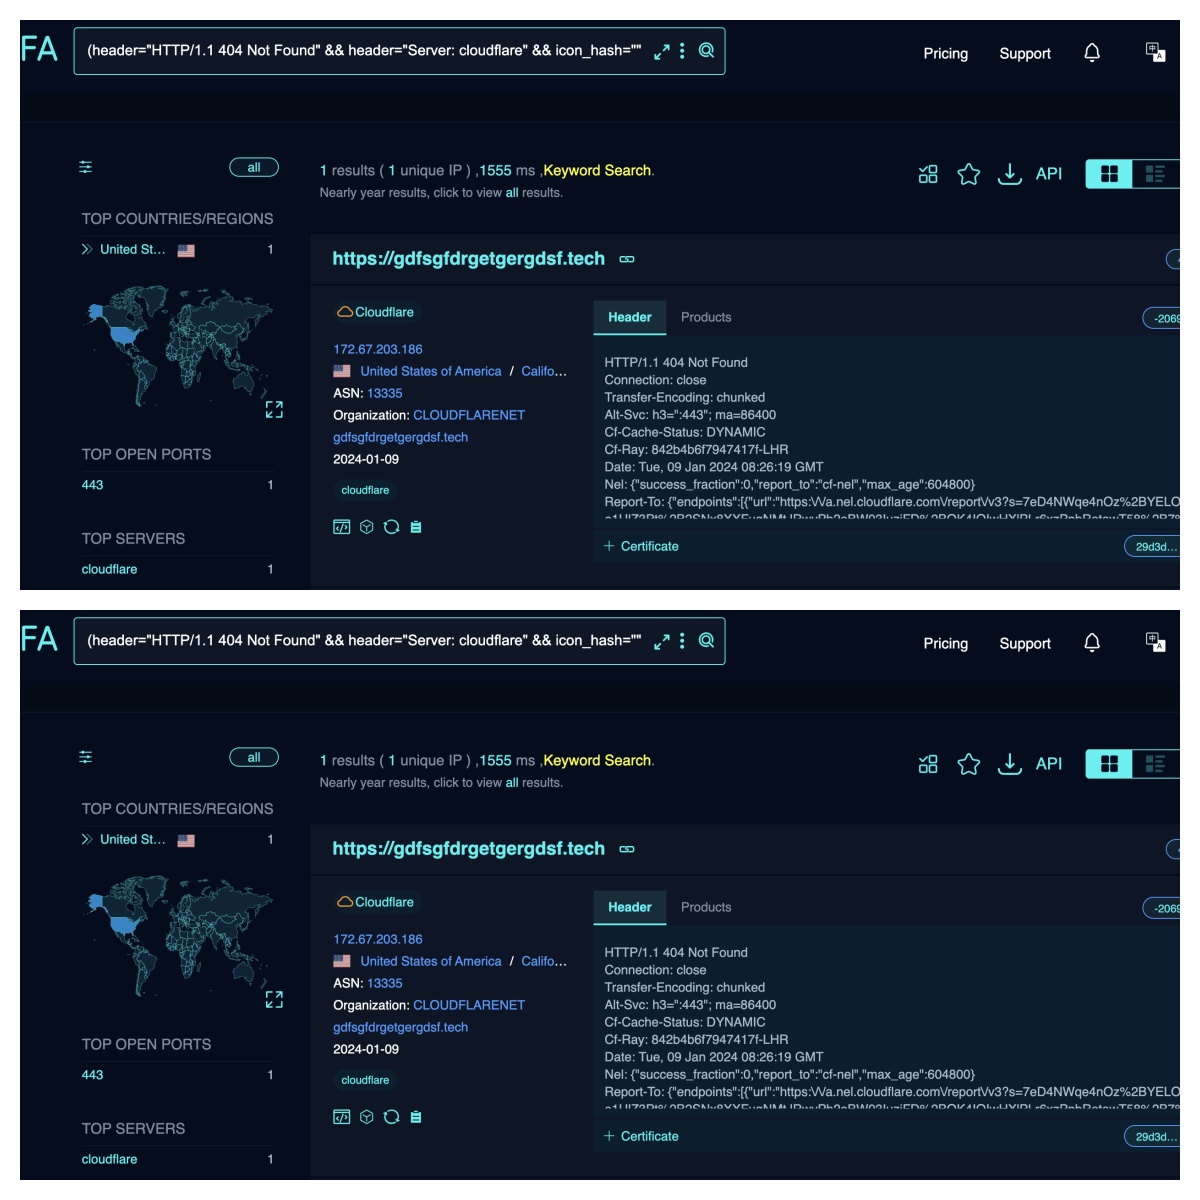 FA
(header="HTTP/1.1 404 Not Found" && header="Server: cloudflare" && icon_hash=""
Pricing
Support
all
1 results ( 1 unique IP ) ,1555 ms ,Keyword Search.
Nearly year results, click to view all results.
API
TOP COUNTRIES/REGIONS
United St... 1
https://gdfsgfdrgetgergdsf.tech
Cloudflare
172.67.203.186
United States of America / Califo...
ASN: 13335
Organization: CLOUDFLARENET
gdfsgfdrgetgergdsf.tech
2024-01-09
cloudflare
Header
Products
-2069
HTTP/1.1 404 Not Found
Connection: close
Transfer-Encoding: chunked
Alt-Svc: h3=":443"; ma=86400
Cf-Cache-Status: DYNAMIC
Cf-Ray: 842b4b6f7947417f-LHR
Date: Tue, 09 Jan 2024 08:26:19 GMT
Nel: {"success_fraction":0,"report_to":"cf-nel","max_age":604800}
Report-To: {"endpoints":[{"url":"https:\/\/a.nel.cloudflare.com\/report\/v3?s=7eD4NWqe4nOz%2BYELO
+ Certificate
29d3d...
TOP OPEN PORTS
443 1
TOP SERVERS
cloudflare 1
FA
(header="HTTP/1.1 404 Not Found" && header="Server: cloudflare" && icon_hash=""
Pricing
Support
all
1 results ( 1 unique IP ) ,1555 ms ,Keyword Search.
Nearly year results, click to view all results.
API
TOP COUNTRIES/REGIONS
United St... 1
https://gdfsgfdrgetgergdsf.tech
Cloudflare
172.67.203.186
United States of America / Califo...
ASN: 13335
Organization: CLOUDFLARENET
gdfsgfdrgetgergdsf.tech
2024-01-09
cloudflare
Header
Products
-2069
HTTP/1.1 404 Not Found
Connection: close
Transfer-Encoding: chunked
Alt-Svc: h3=":443"; ma=86400
Cf-Cache-Status: DYNAMIC
Cf-Ray: 842b4b6f7947417f-LHR
Date: Tue, 09 Jan 2024 08:26:19 GMT
Nel: {"success_fraction":0,"report_to":"cf-nel","max_age":604800}
Report-To: {"endpoints":[{"url":"https:\/\/a.nel.cloudflare.com\/report\/v3?s=7eD4NWqe4nOz%2BYELO
+ Certificate
29d3d...
TOP OPEN PORTS
443 1
TOP SERVERS
cloudflare 1